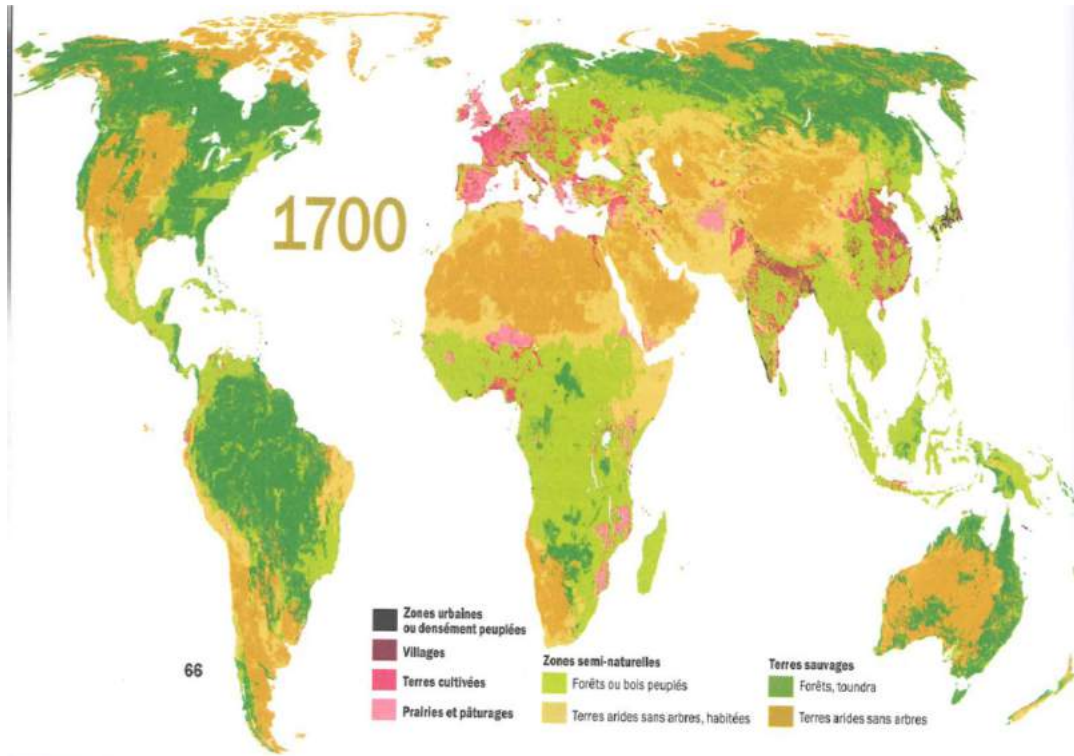 1700
66
Zones urbaines
ou densément peuplées
Villages
Terres cultivées
Prairies et pâturages
Zones semi-naturelles
Forêts ou bois peuplés
Terres arides sans arbres, habitées
Terres sauvages
Forêts, toundra
Terres arides sans arbres